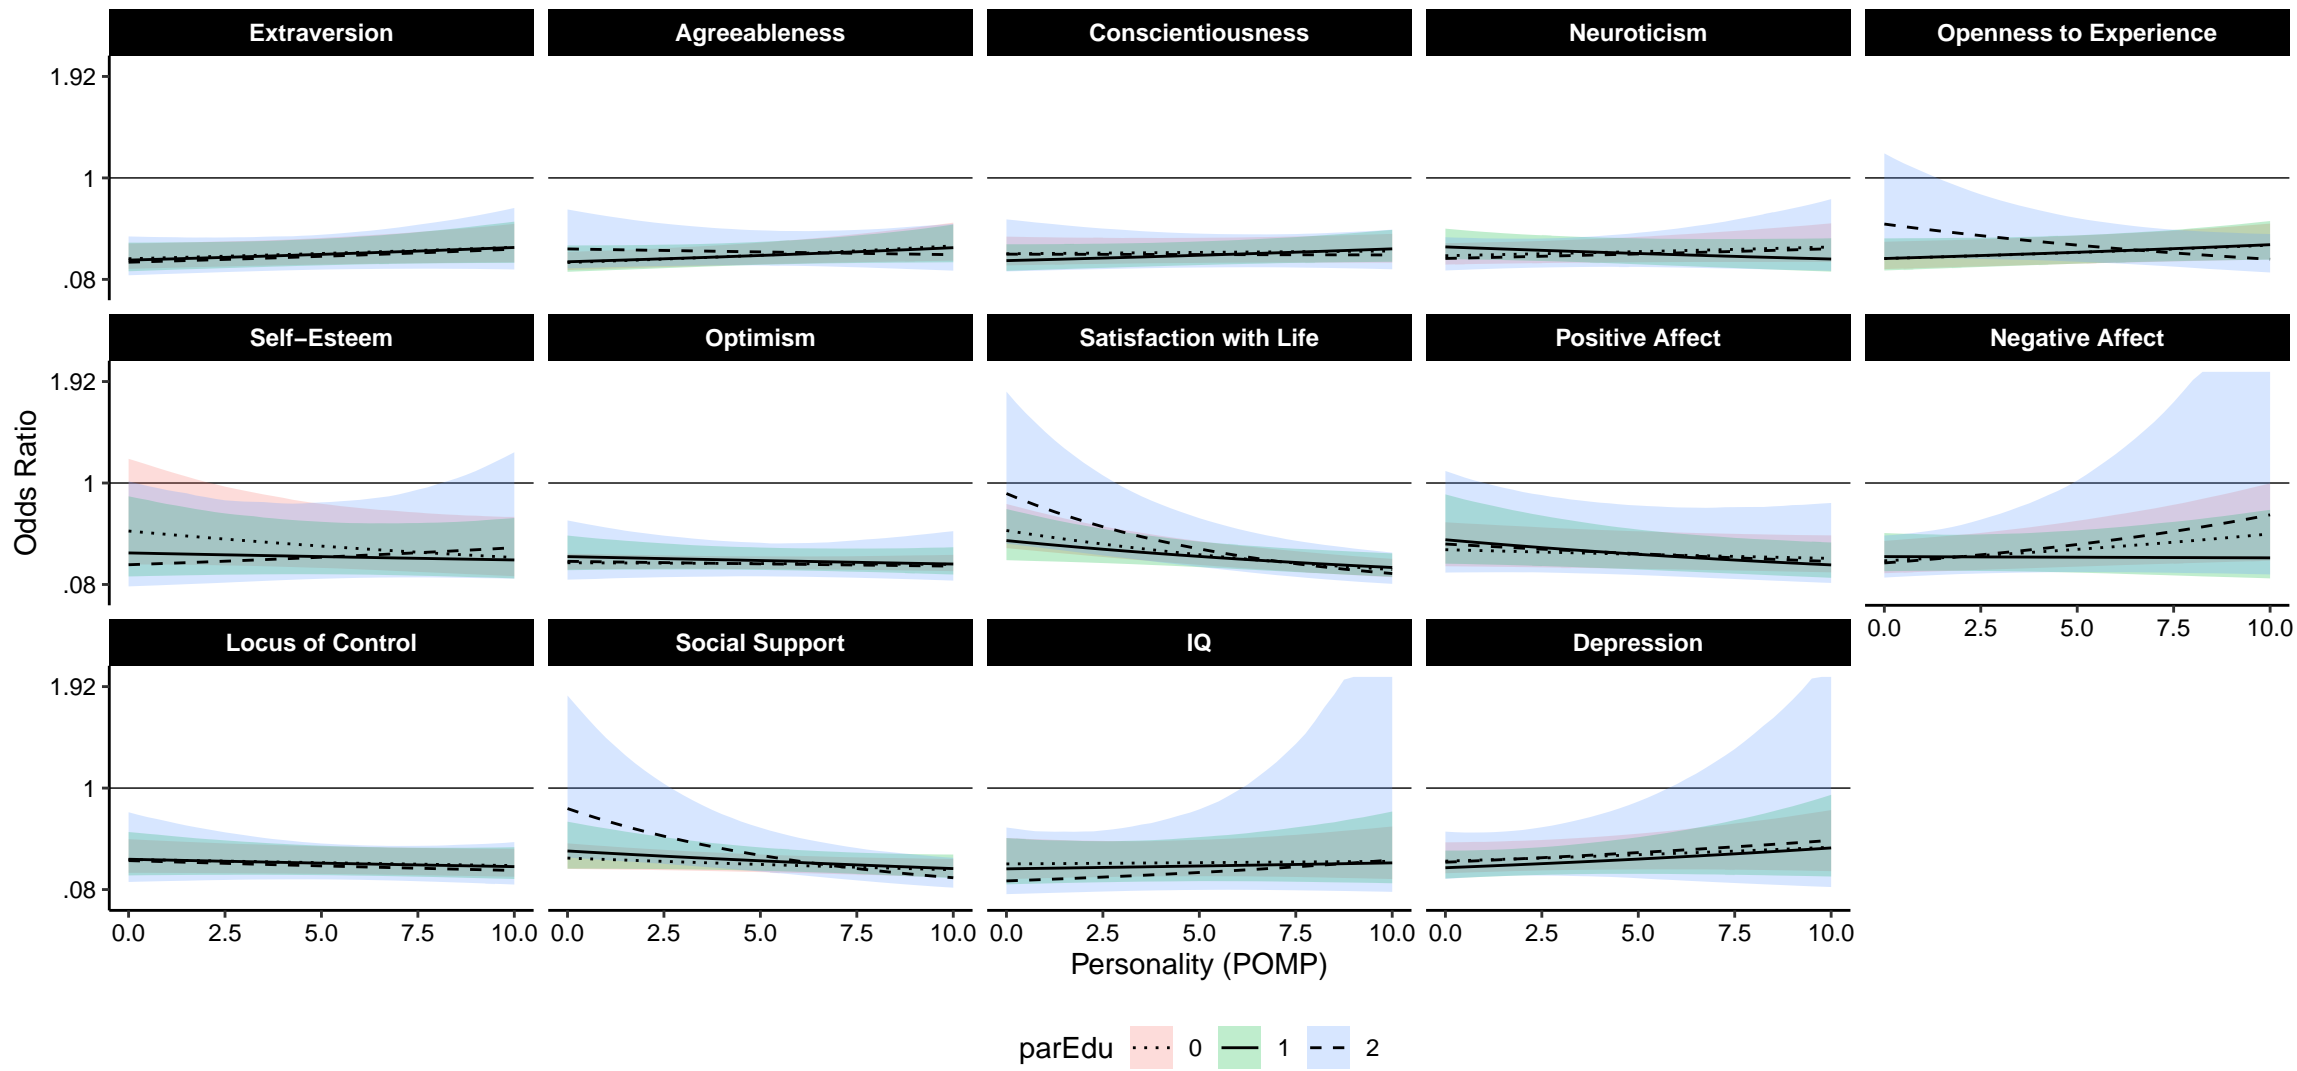 Extraversion Agreeableness Conscientiousness Neuroticism Openness to Experience
1.92
1
.08
Self−Esteem Optimism Satisfaction with Life Positive Affect Negative Affect
1.92
1
.08
0.0 2.5 5.0 7.5 10.0
Locus of Control Social Support IQ Depression
1.92
1
.08
0.0 2.5 5.0 7.5 10.0 0.0 2.5 5.0 7.5 10.0 0.0 2.5 5.0 7.5 10.0 0.0 2.5 5.0 7.5 10.0
Odds Ratio
Personality (POMP)
parEdu 0 1 2